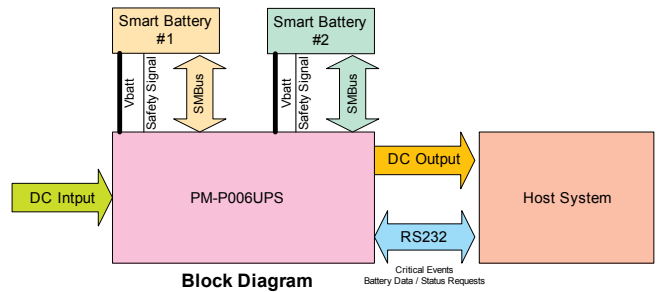 Smart Battery
#1
Smart Battery
#2
Vbatt
Safety Signal
SMBus
Vbatt
Safety Signal
SMBus
DC Intput
PM-P006UPS
DC Output
Host System
RS232
Critical Events
Battery Data / Status Requests
Block Diagram